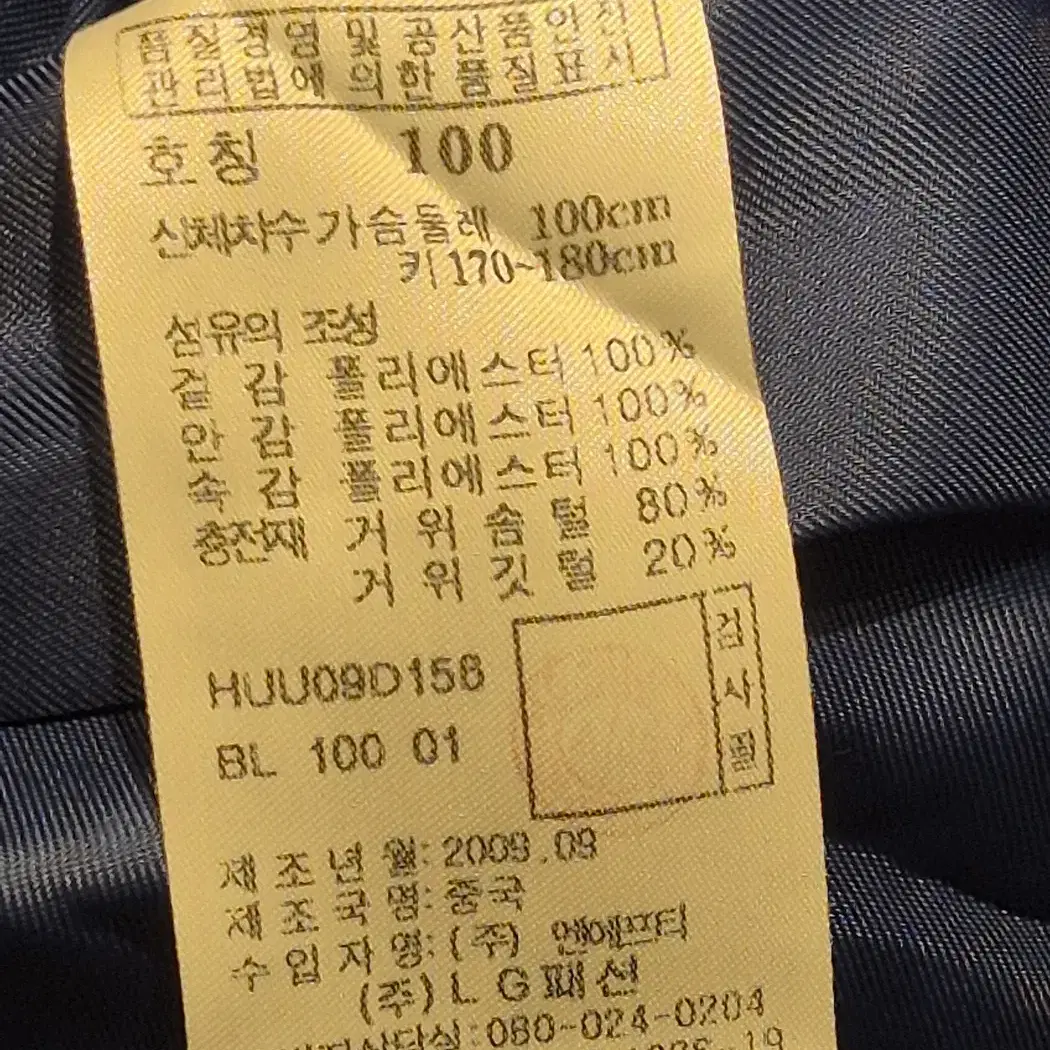 품질경영 및 공산품안전
관리법에 의한 품질표시
호칭 100
신체차수 가슴둘레 100cm
키 170~180cm
섬유의 조성
겉 감 폴리에스터 100%
안 감 폴리에스터 100%
속 감 폴리에스터 100%
충전재 거 위 솜 털 80%
거 위 깃 털 20%
검사필
HUU09D158
BL 100 01
제 조 년 월: 2009.09
제 조 국 명: 중국
수 입 자 명: (주) 엔에프티
(주) L G 패션
080-024-0204